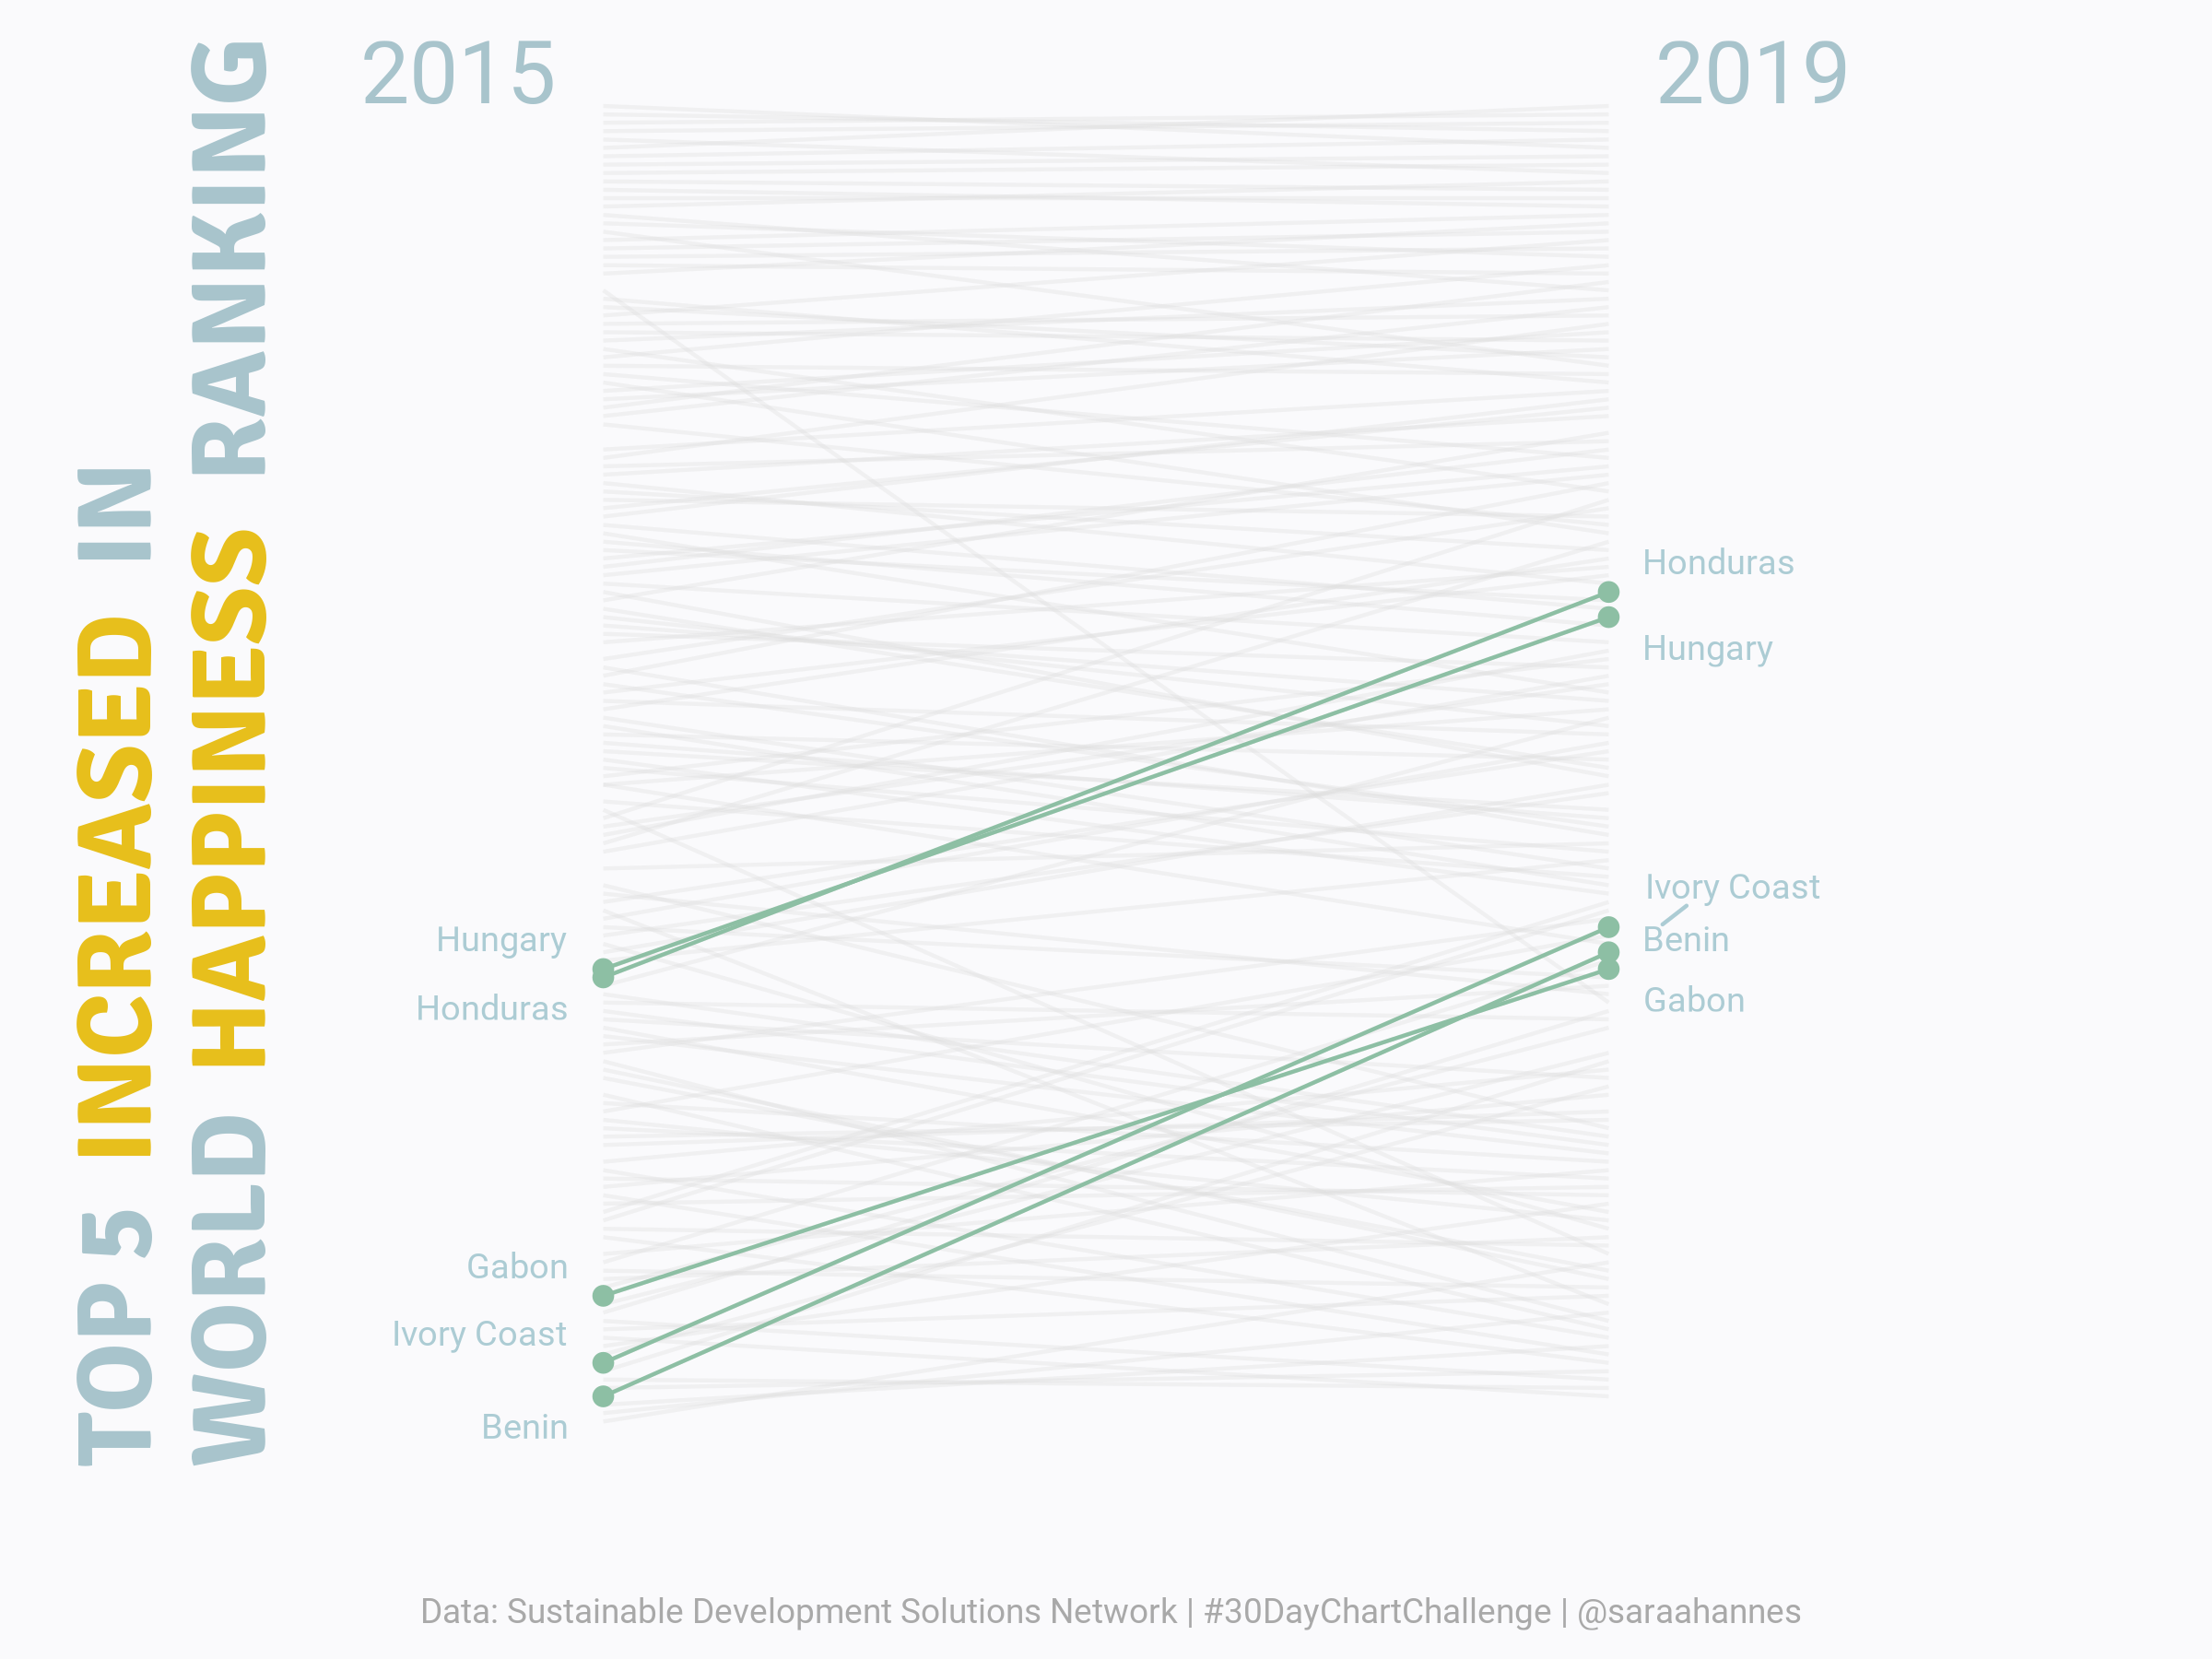 TOP 5 INCREASED IN
WORLD HAPPINESS RANKING
2015
2019
Hungary
Honduras
Gabon
Ivory Coast
Benin
Honduras
Hungary
Ivory Coast
Benin
Gabon
Data: Sustainable Development Solutions Network | #30DayChartChallenge | @saraahannes